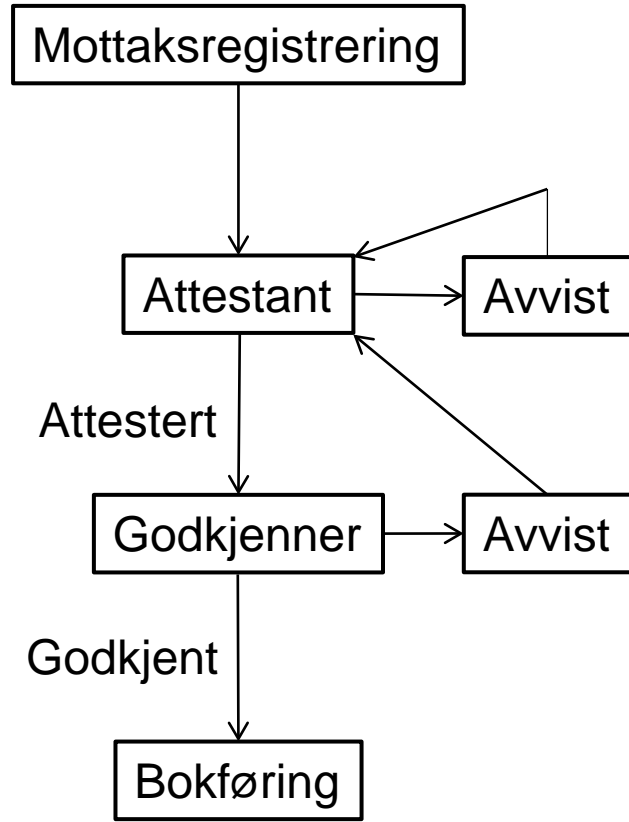 Mottaksregistrering
Attestant
Avvist
Attestert
Godkjenner
Avvist
Godkjent
Bokføring